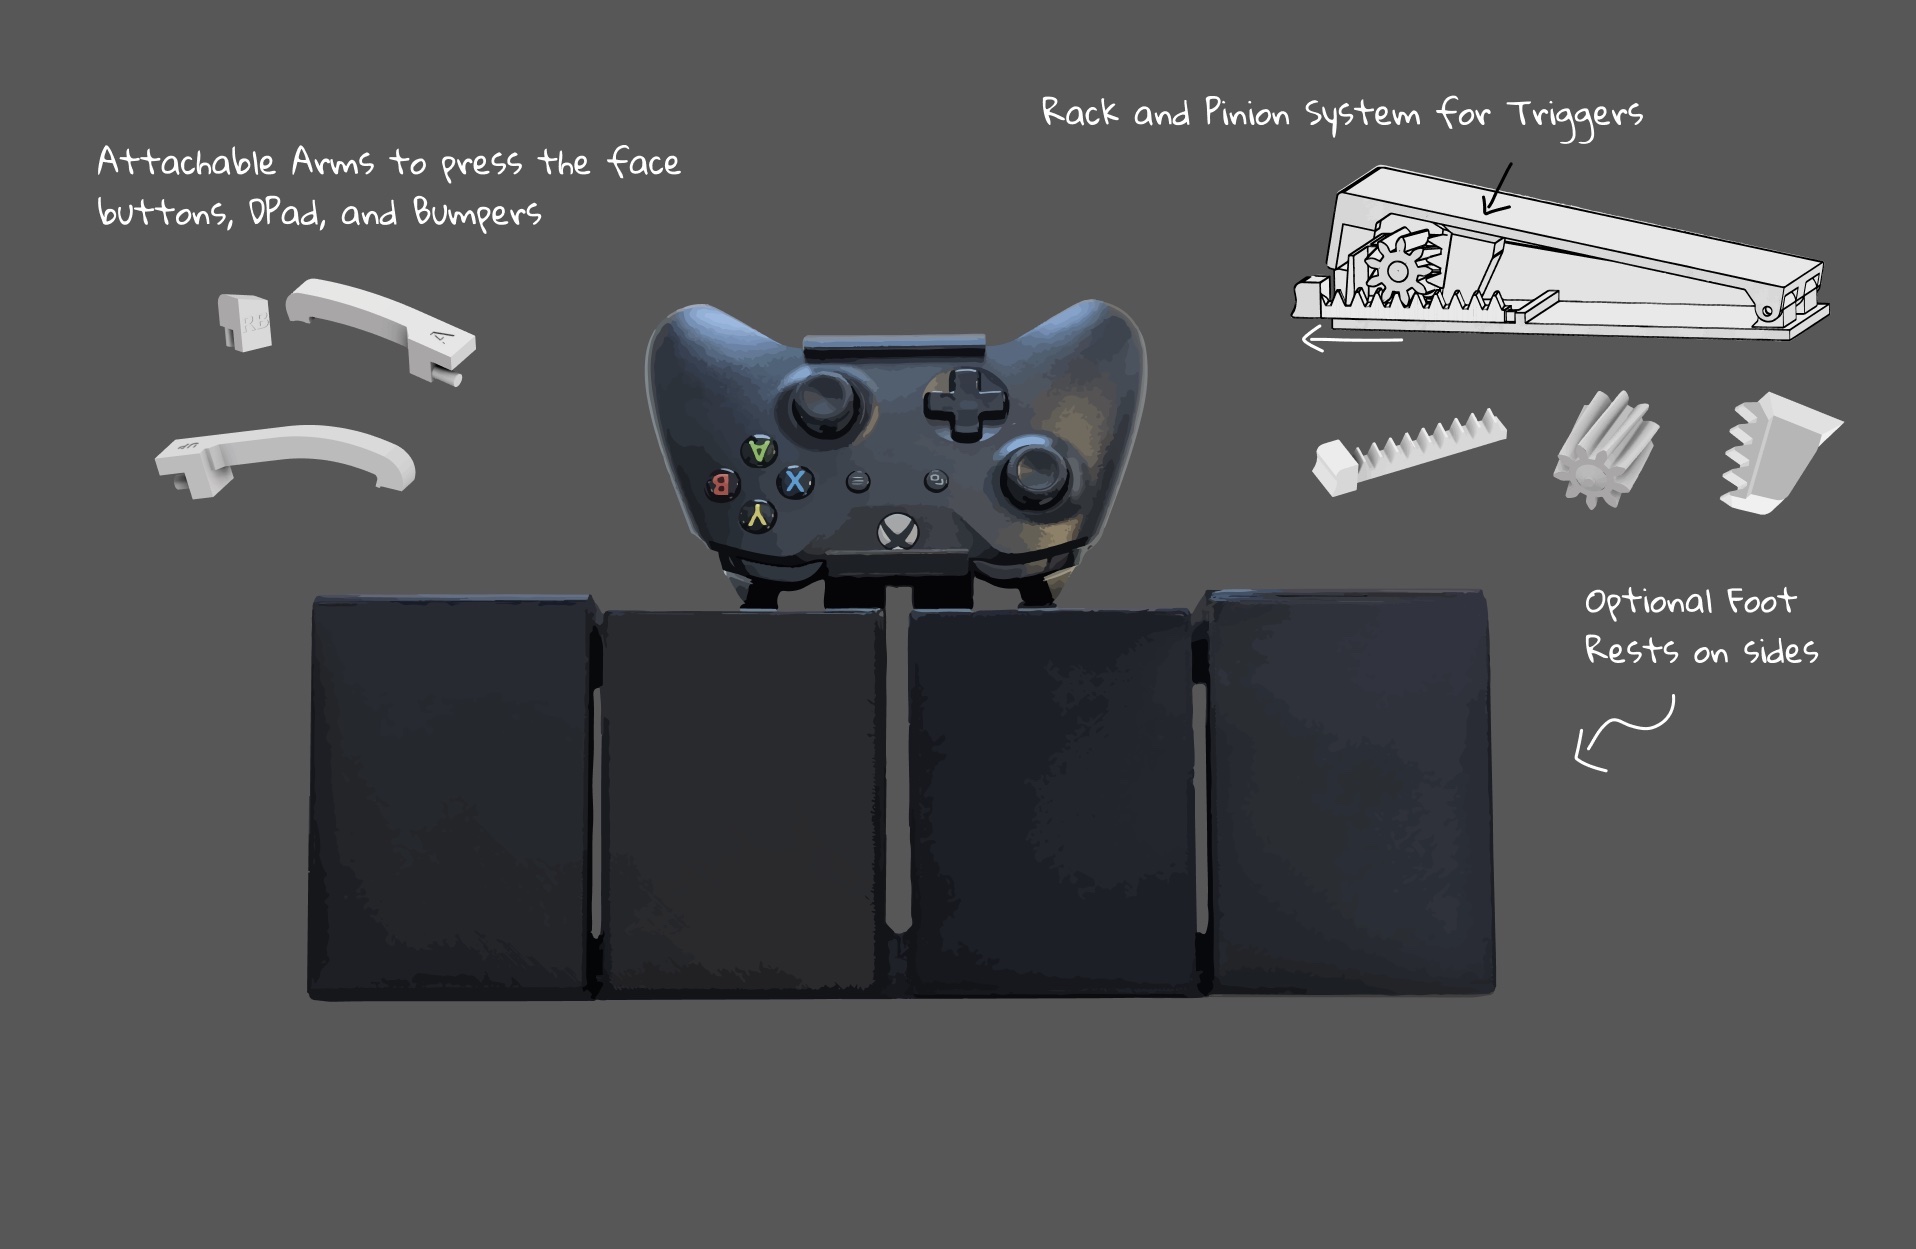 Rack and Pinion System for Triggers
Attachable Arms to press the face
buttons, DPad, and Bumpers
RB
A
UP
A
B
X
Y
Optional Foot
Rests on sides